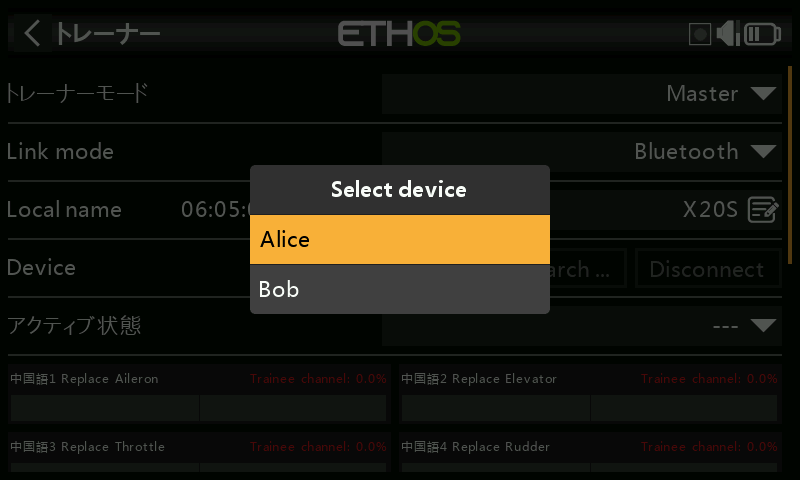 トレーナー ETHOS
トレーナーモード Master
Link mode Bluetooth
Select device
Local name 06:05: X20S
Alice
Device arch ... Disconnect
Bob
アクティブ状態 ---
中国語1 Replace Aileron Trainee channel: 0.0% 中国語2 Replace Elevator Trainee channel: 0.0%
中国語3 Replace Throttle Trainee channel: 0.0% 中国語4 Replace Rudder Trainee channel: 0.0%